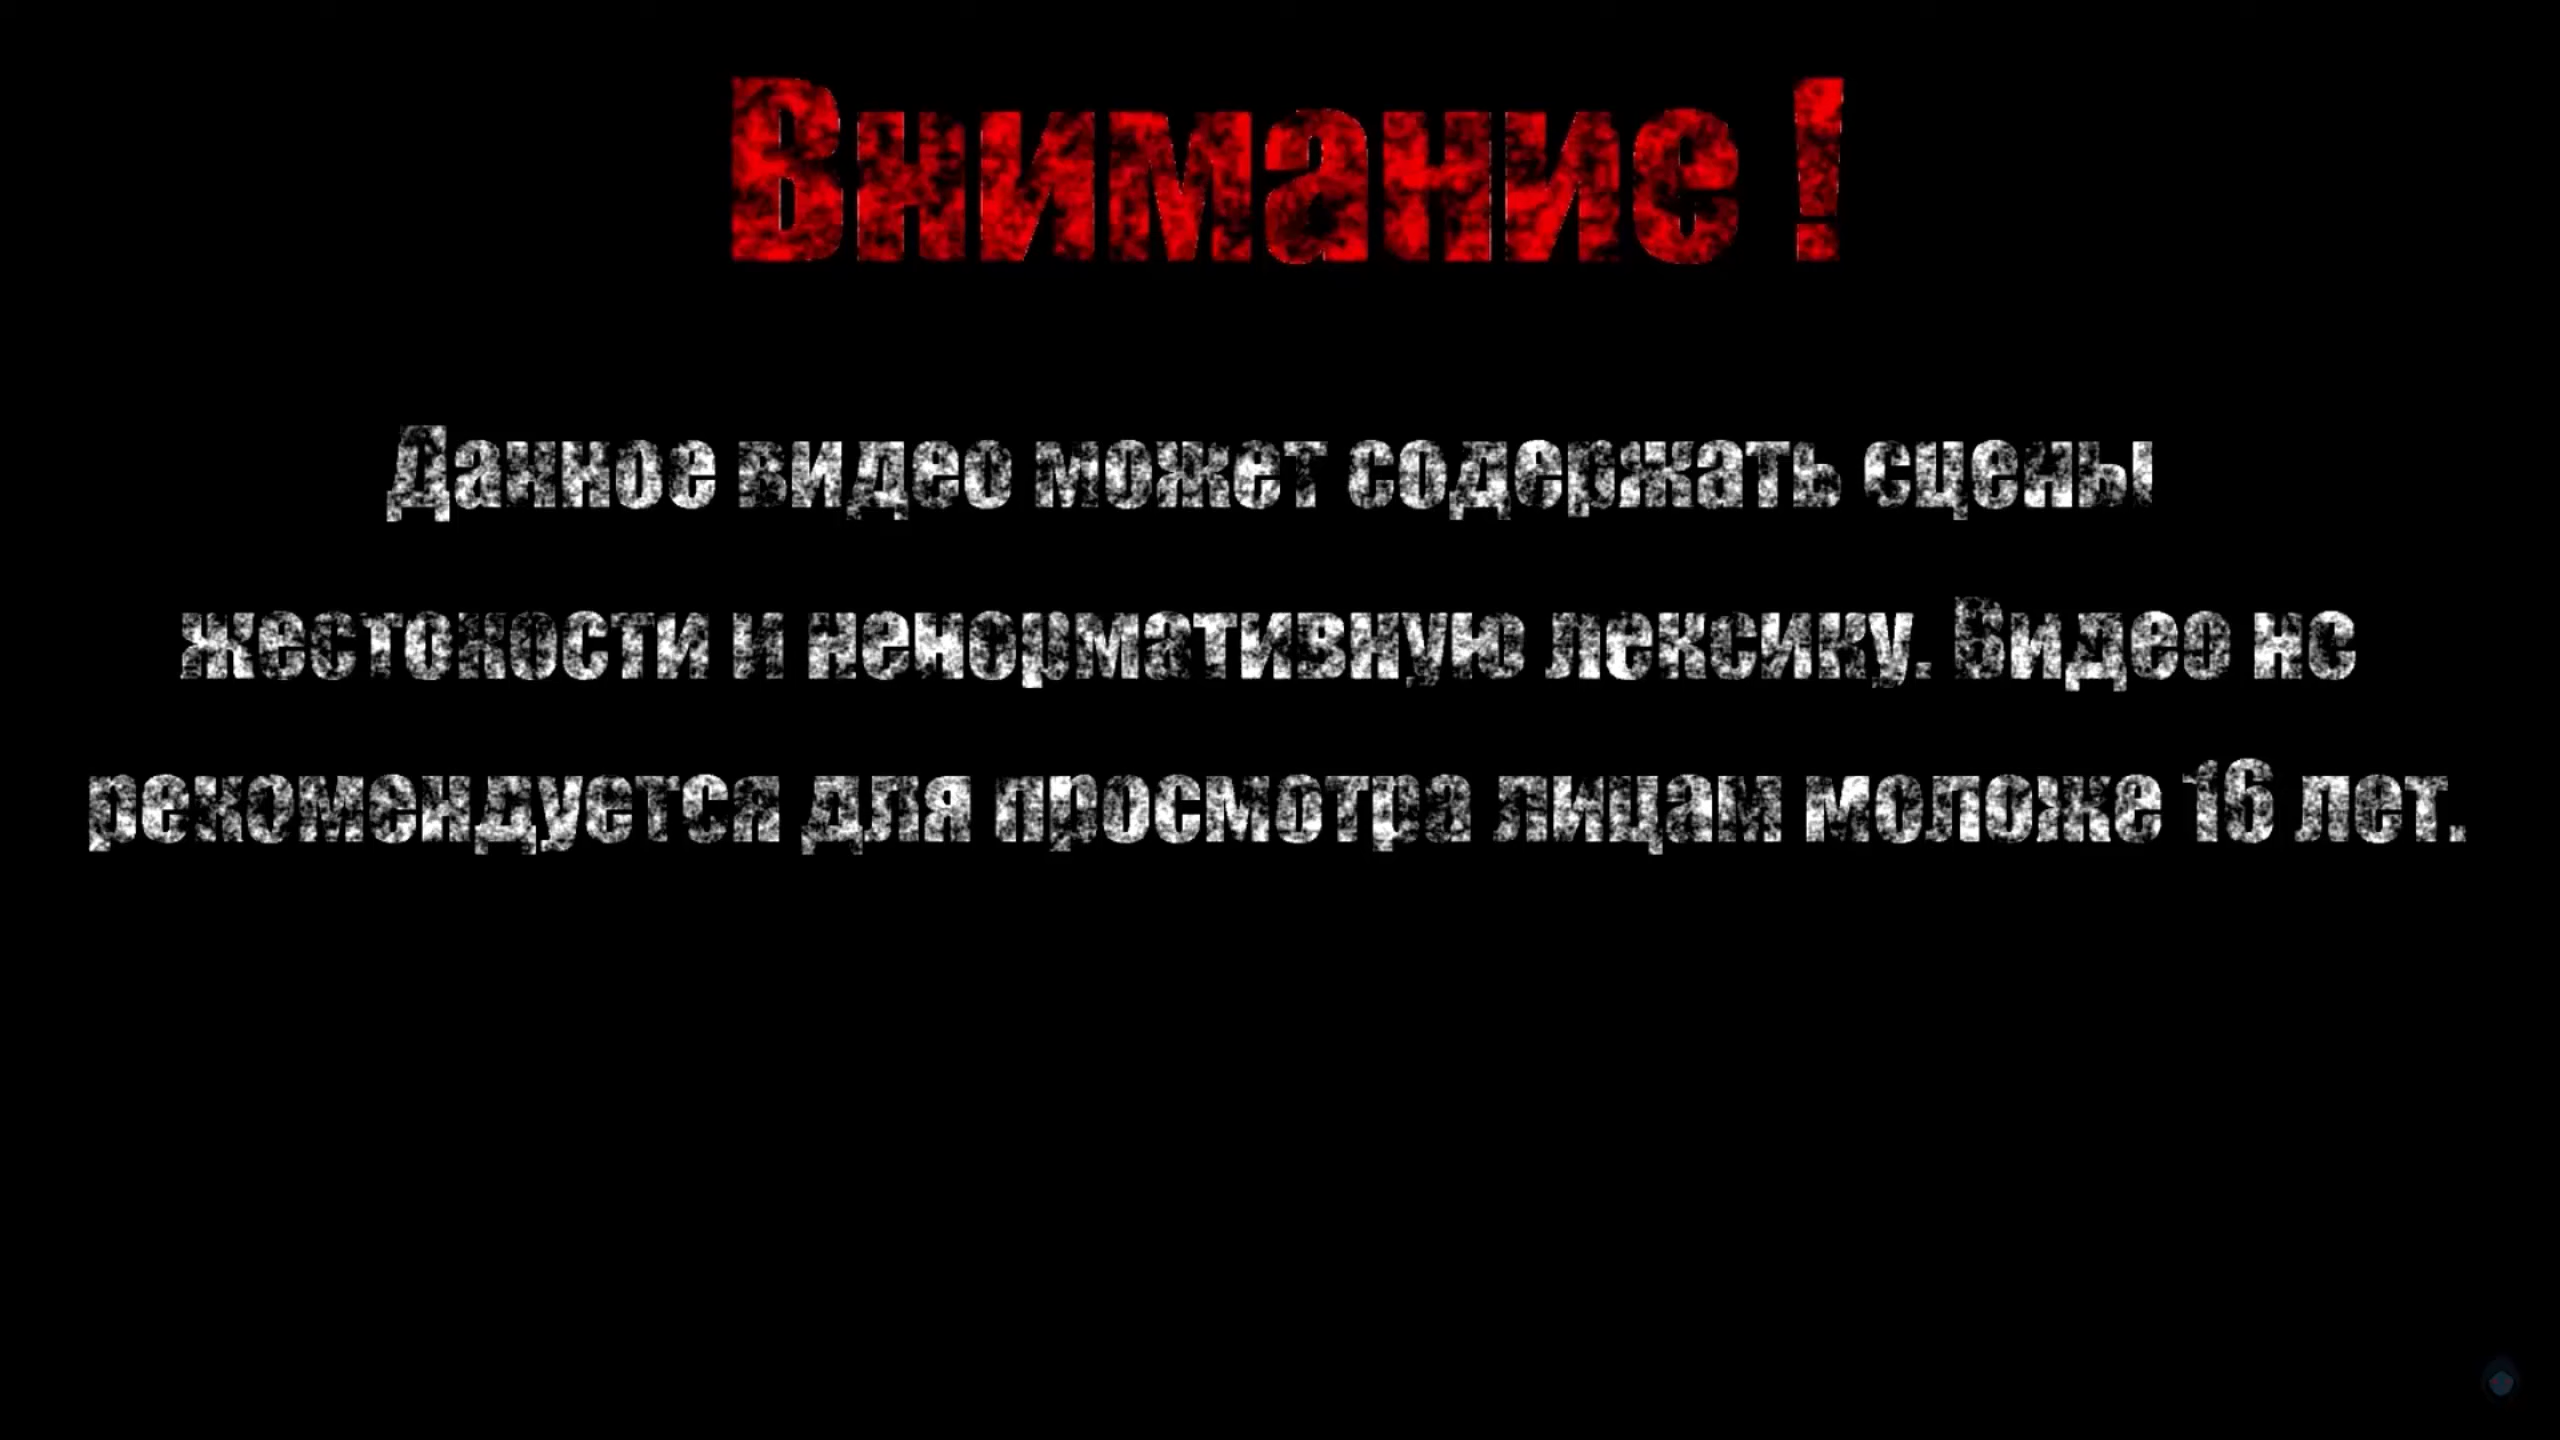 Внимание !
Данное видео может содержать сцены
жестокости и ненормативную лексику. Видео не
рекомендуется для просмотра лицам моложе 16 лет.